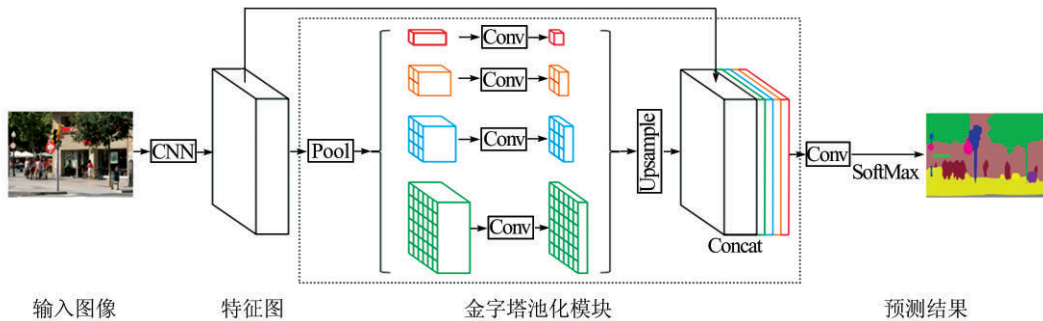 CNN
Pool
Conv
Conv
Conv
Conv
Upsample
Concat
Conv
SoftMax
输入图像
特征图
金字塔池化模块
预测结果